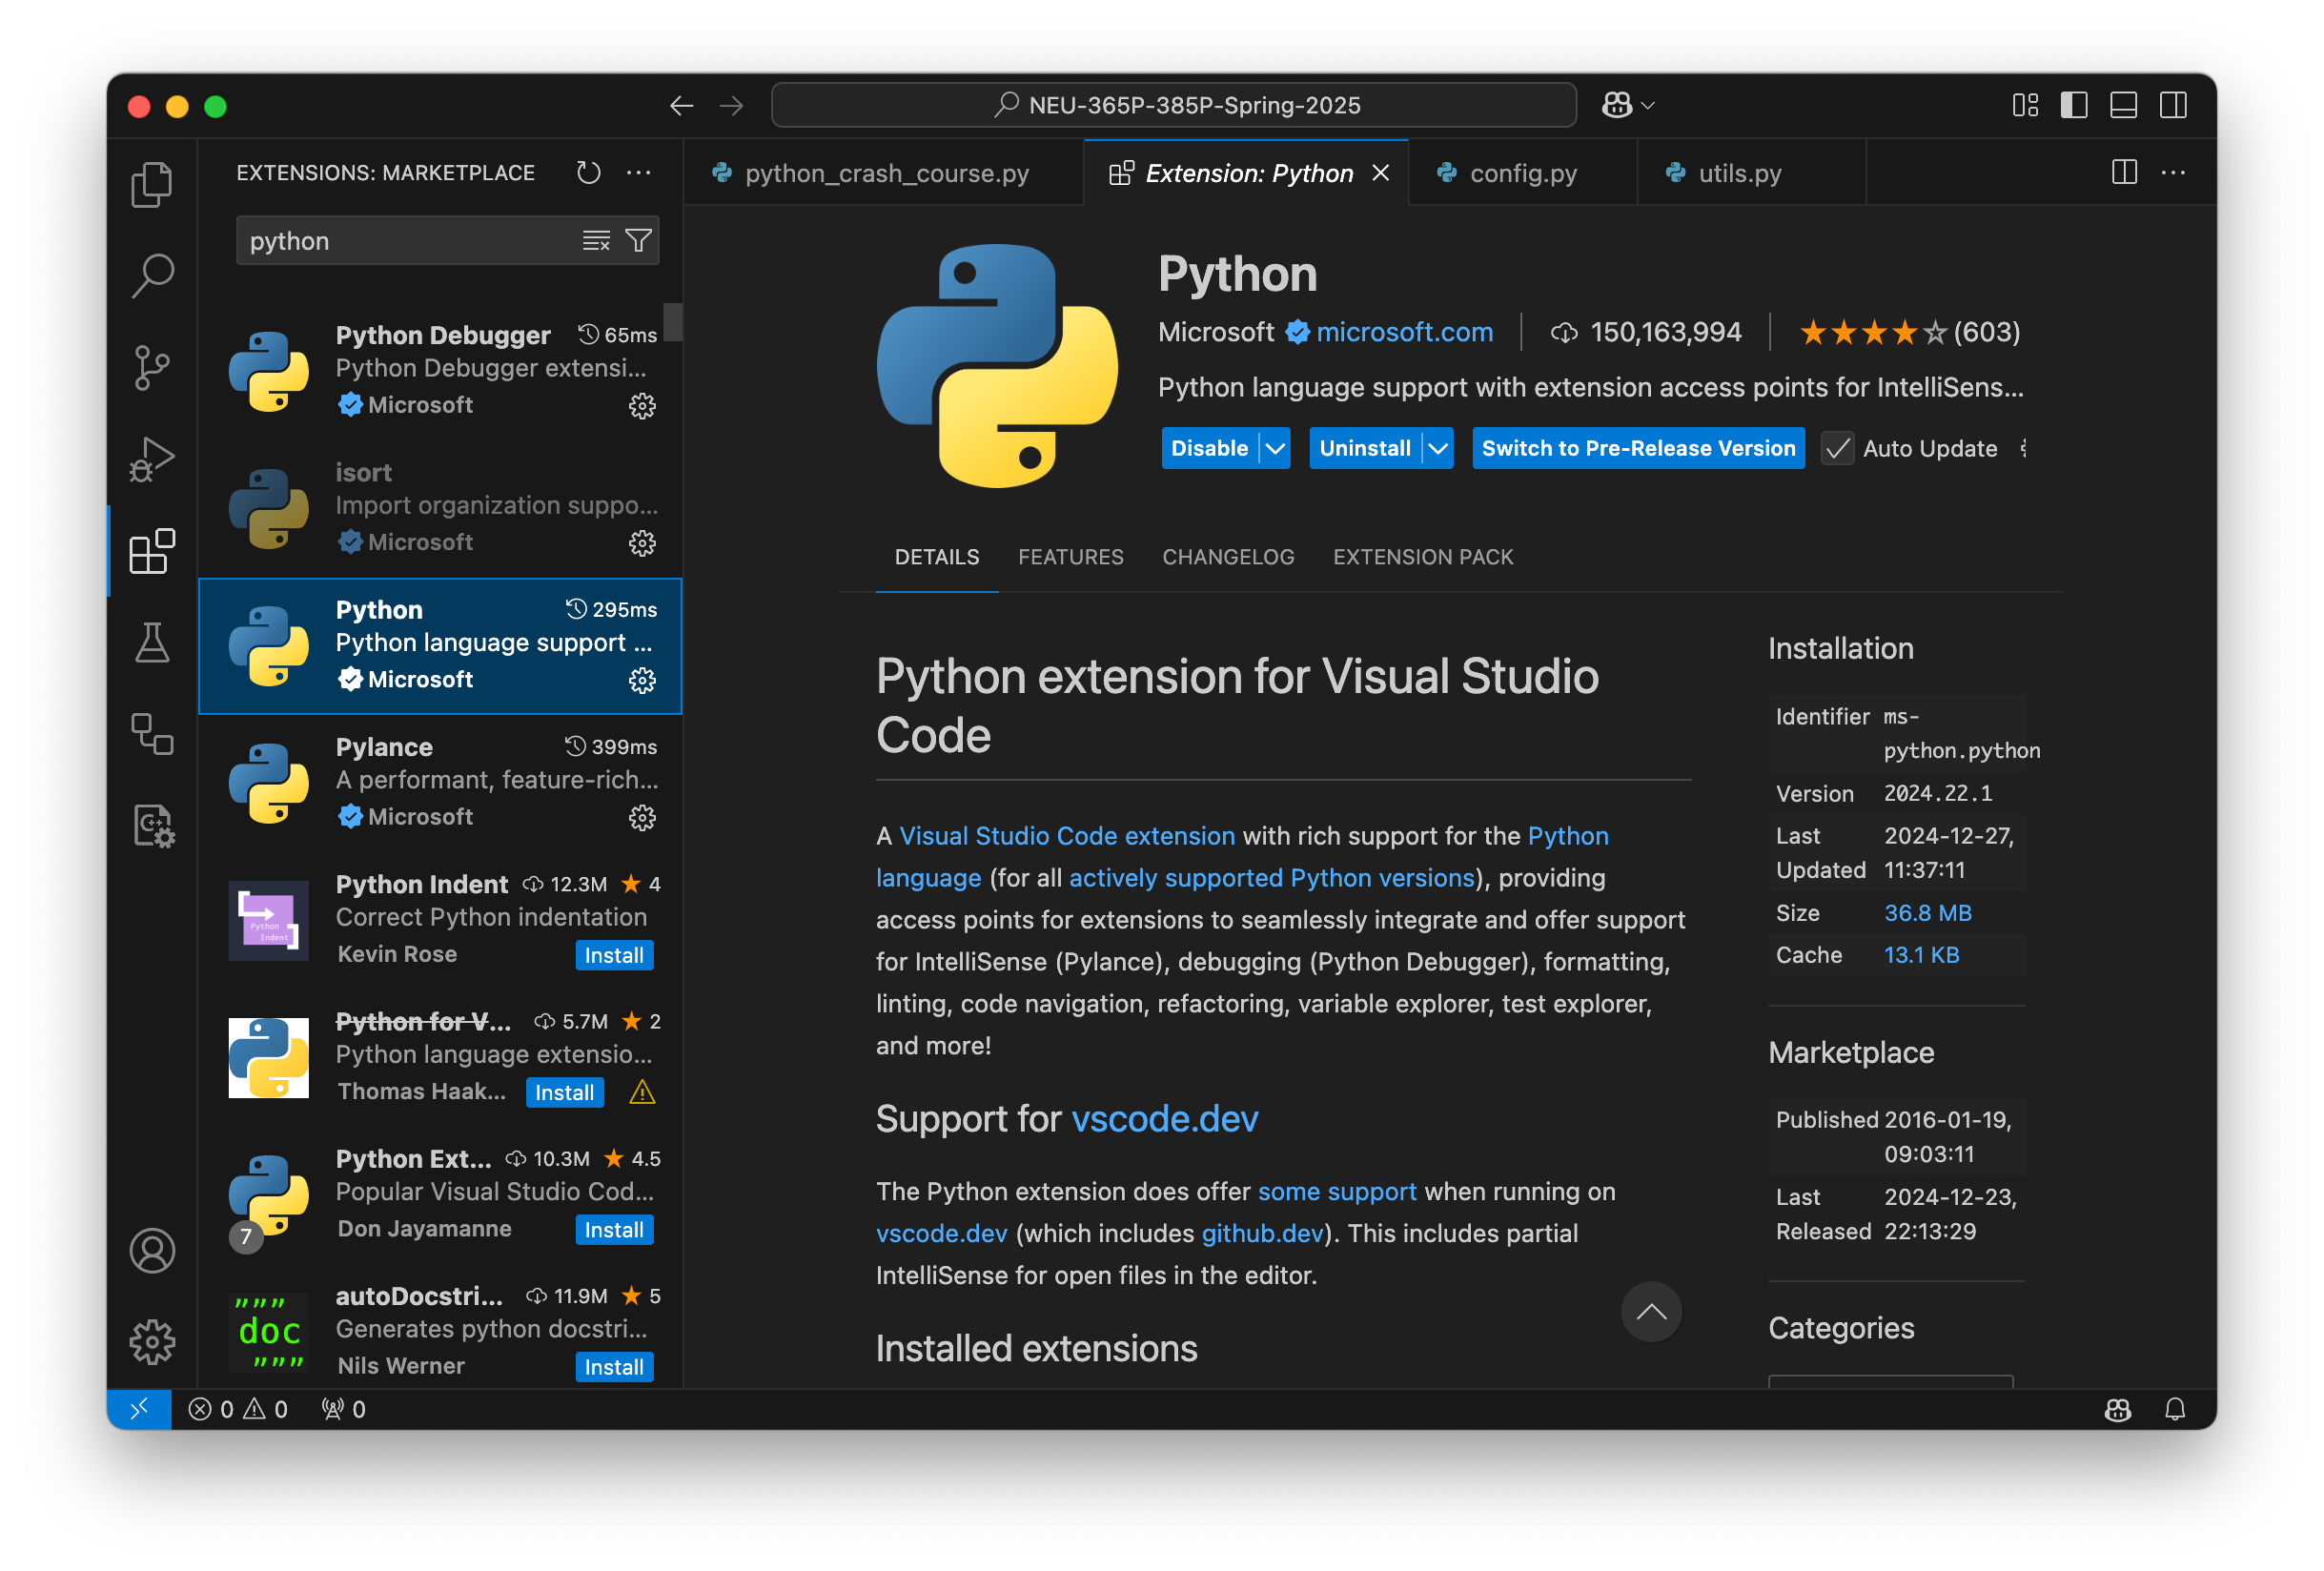 NEU-365P-385P-Spring-2025
EXTENSIONS: MARKETPLACE
python
Python Debugger 65ms
Python Debugger extensi...
Microsoft
isort
Import organization suppo...
Microsoft
Python 295ms
Python language support ...
Microsoft
Pylance 399ms
A performant, feature-rich...
Microsoft
Python Indent 12.3M 4
Correct Python indentation
Kevin Rose Install
Python Indent
Python for V... 5.7M 2
Python language extensio...
Thomas Haak... Install
Python Ext... 10.3M 4.5
Popular Visual Studio Cod...
Don Jayamanne Install
7
autoDocstri... 11.9M 5
Generates python docstri...
Nils Werner Install
"""
doc
"""
python_crash_course.py Extension: Python config.py utils.py
Python
Microsoft microsoft.com 150,163,994 (603)
Python language support with extension access points for IntelliSens...
Disable Uninstall Switch to Pre-Release Version Auto Update
DETAILS FEATURES CHANGELOG EXTENSION PACK
Python extension for Visual Studio
Code
A Visual Studio Code extension with rich support for the Python
language (for all actively supported Python versions), providing
access points for extensions to seamlessly integrate and offer support
for IntelliSense (Pylance), debugging (Python Debugger), formatting,
linting, code navigation, refactoring, variable explorer, test explorer,
and more!
Support for vscode.dev
The Python extension does offer some support when running on
vscode.dev (which includes github.dev). This includes partial
IntelliSense for open files in the editor.
Installed extensions
Installation
Identifier ms-
python.python
Version 2024.22.1
Last 2024-12-27,
Updated 11:37:11
Size 36.8 MB
Cache 13.1 KB
Marketplace
Published 2016-01-19,
09:03:11
Last 2024-12-23,
Released 22:13:29
Categories
C++
0 0 0